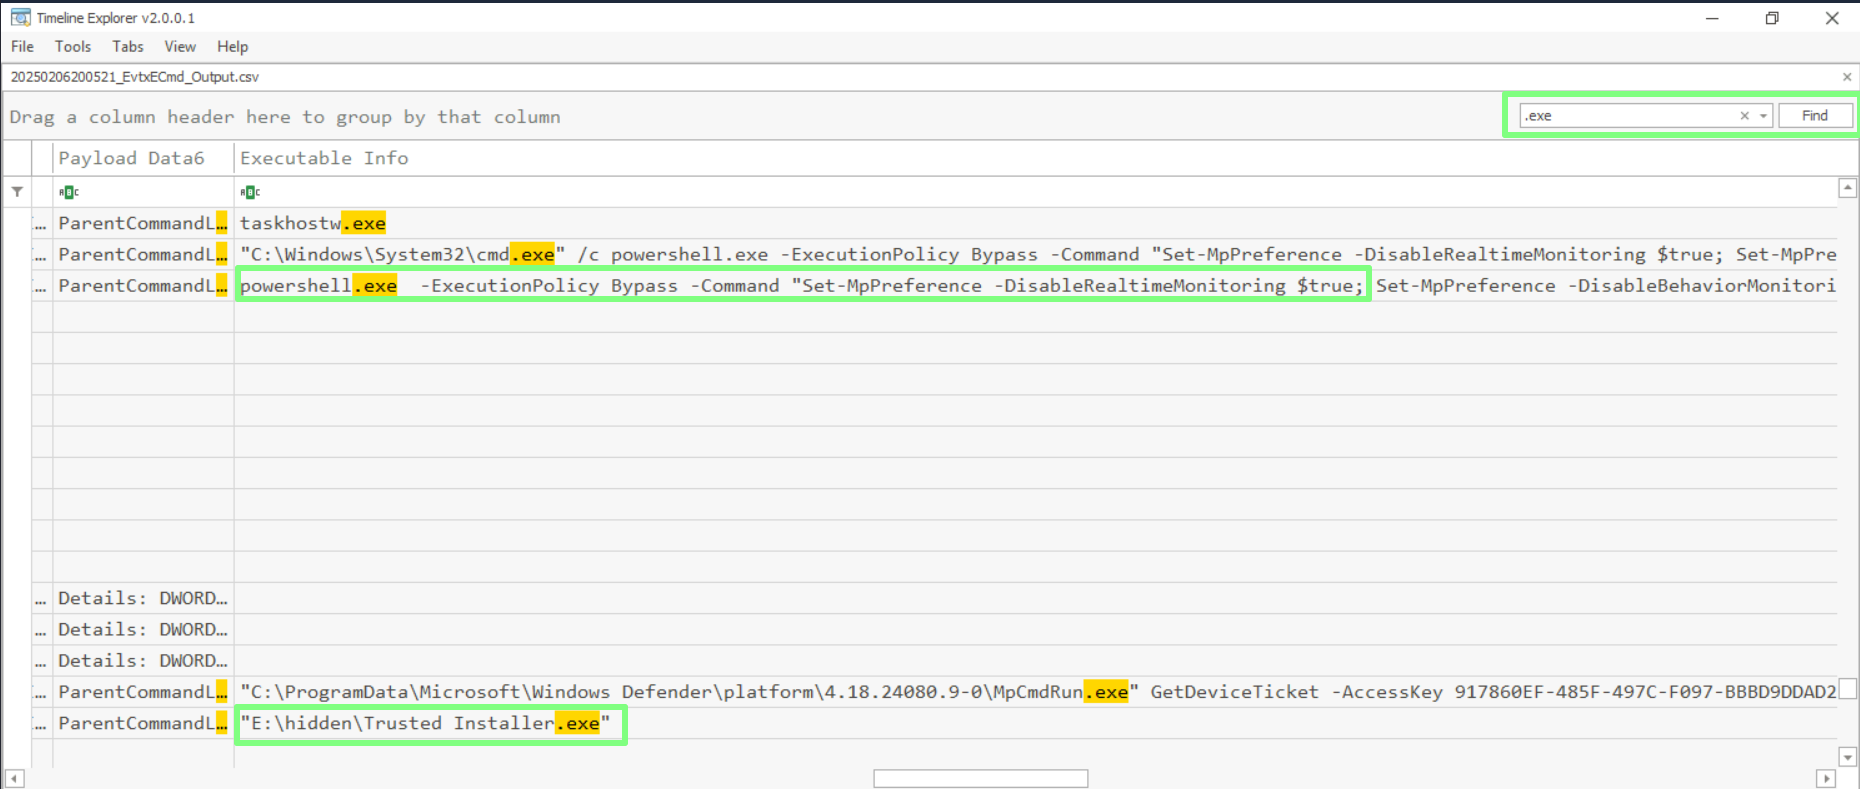 Timeline Explorer v2.0.0.1
File Tools Tabs View Help
20250206200521_EvtxECmd_Output.csv
Drag a column header here to group by that column
.exe Find
Payload Data6 Executable Info
ParentCommandL… taskhostw.exe
ParentCommandL… "C:\Windows\System32\cmd.exe" /c powershell.exe -ExecutionPolicy Bypass -Command "Set-MpPreference -DisableRealtimeMonitoring $true; Set-MpPre
ParentCommandL… powershell.exe  -ExecutionPolicy Bypass -Command "Set-MpPreference -DisableRealtimeMonitoring $true; Set-MpPreference -DisableBehaviorMonitori
… Details: DWORD…
… Details: DWORD…
… Details: DWORD…
ParentCommandL… "C:\ProgramData\Microsoft\Windows Defender\platform\4.18.24080.9-0\MpCmdRun.exe" GetDeviceTicket -AccessKey 917860EF-485F-497C-F097-BBBD9DDAD2
ParentCommandL… "E:\hidden\Trusted Installer.exe"